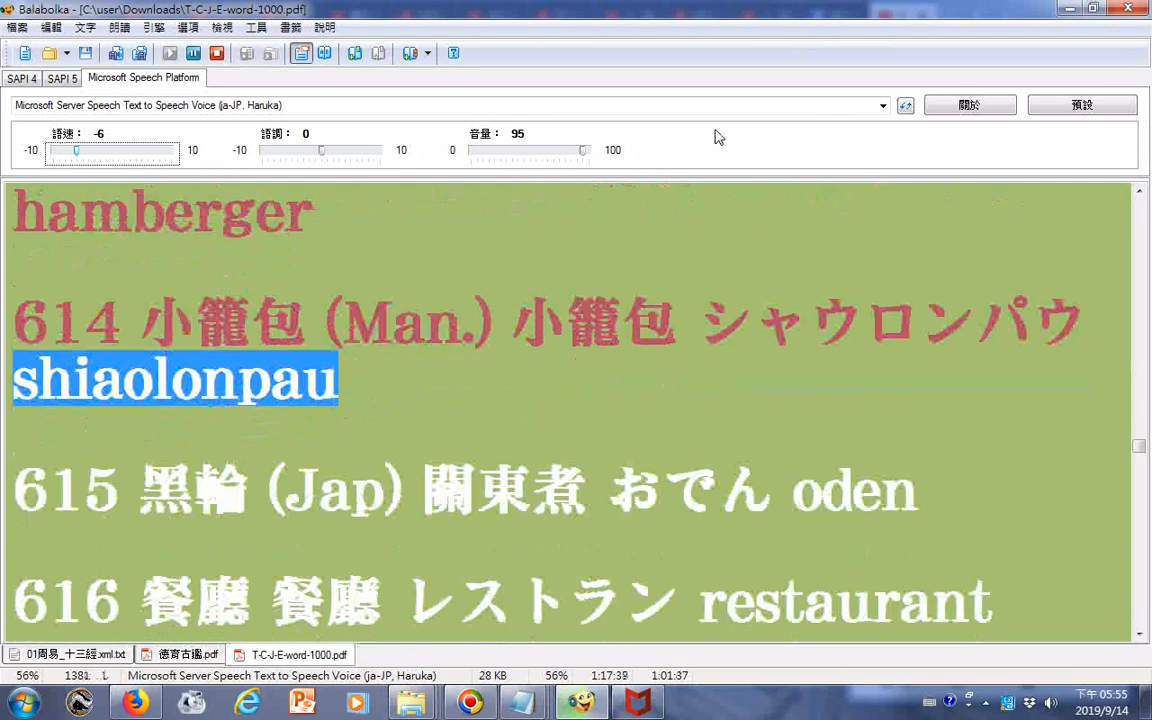 Balabolka - [C:\user\Downloads\T-C-J-E-word-1000.pdf]
檔案 編輯 文字 朗讀 引擎 選項 檢視 工具 書籤 說明
SAPI 4 SAPI 5 Microsoft Speech Platform
Microsoft Server Speech Text to Speech Voice (ja-JP, Haruka) 關於 預設
語速： -6 語調： 0 音量： 95
-10 10 -10 10 0 100
hamberger
614 小籠包 (Man.) 小籠包 シャウロンパウ
shiaolonpau
615 黑輪 (Jap) 關東煮 おでん oden
616 餐廳 餐廳 レストラン restaurant
01周易_十三經.xml.txt 德育古鑑.pdf T-C-J-E-word-1000.pdf
56% Microsoft Server Speech Text to Speech Voice (ja-JP, Haruka) 28 KB 56% 1:17:39 1:01:37
下午 05:55
2019/9/14